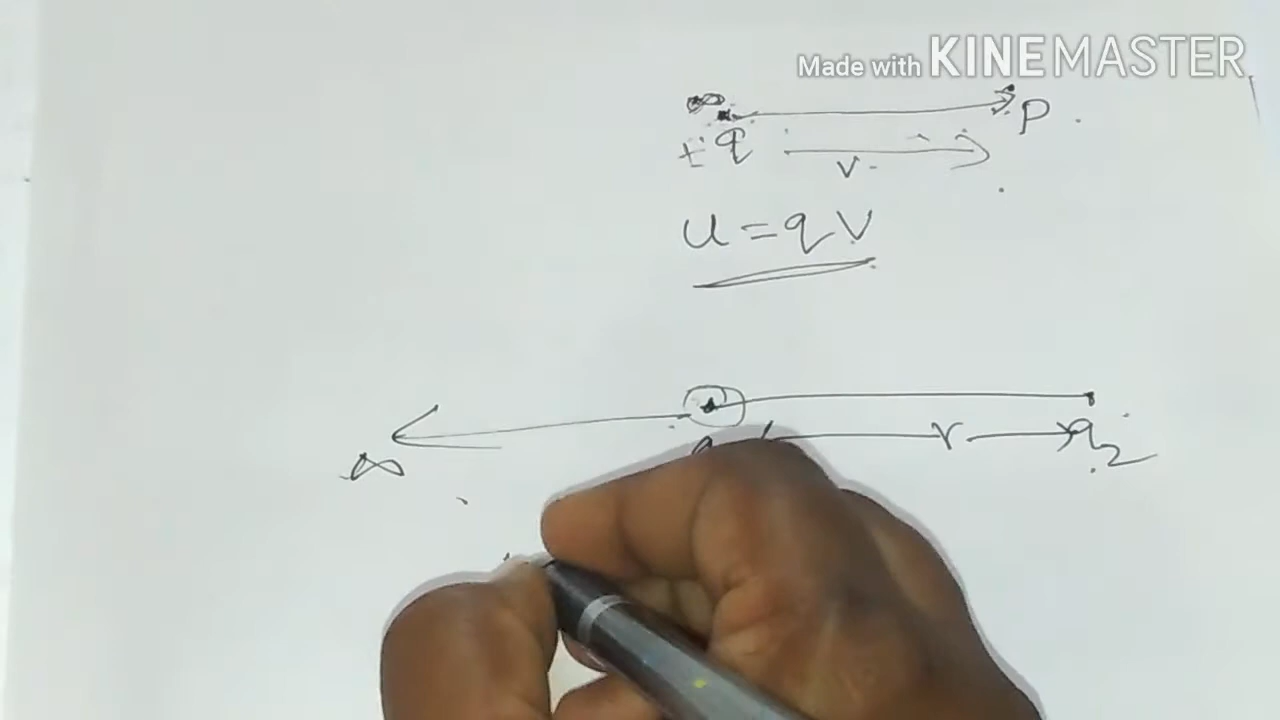 Made with KINEMASTER
∞ P
+q v
u = qv
∞ r q₂